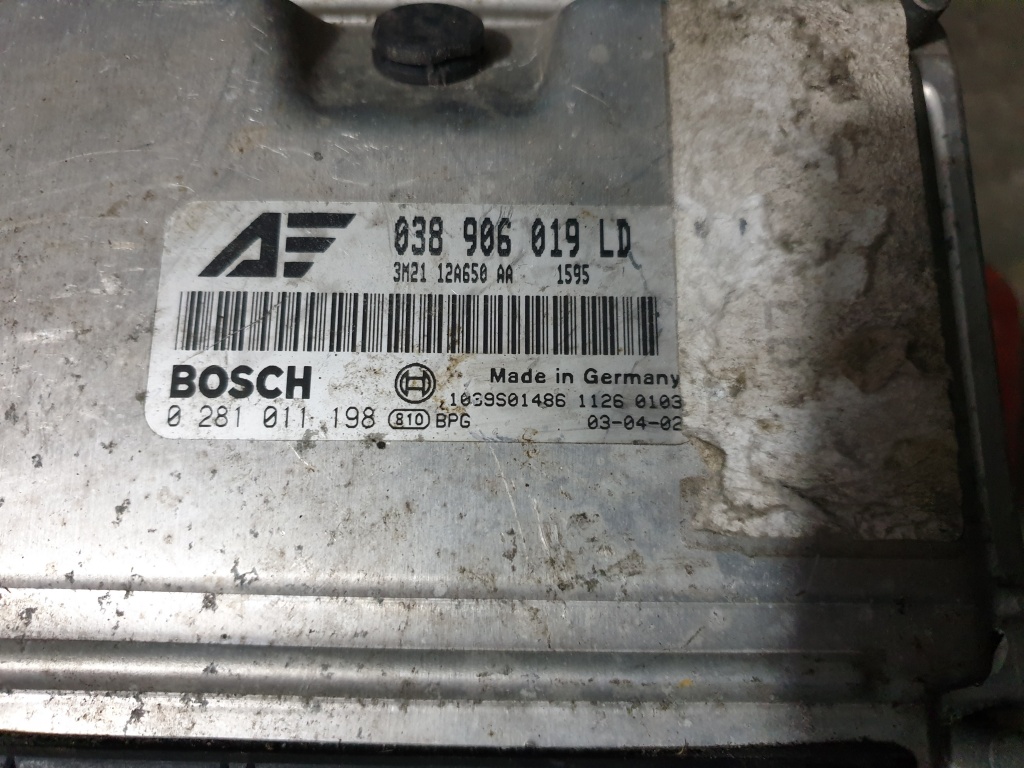 038 906 019 LD
3M21 12A650 AA 1595
BOSCH
Made in Germany
1039S01486 1126 0103
0 281 011 198 810 BPG
03-04-02